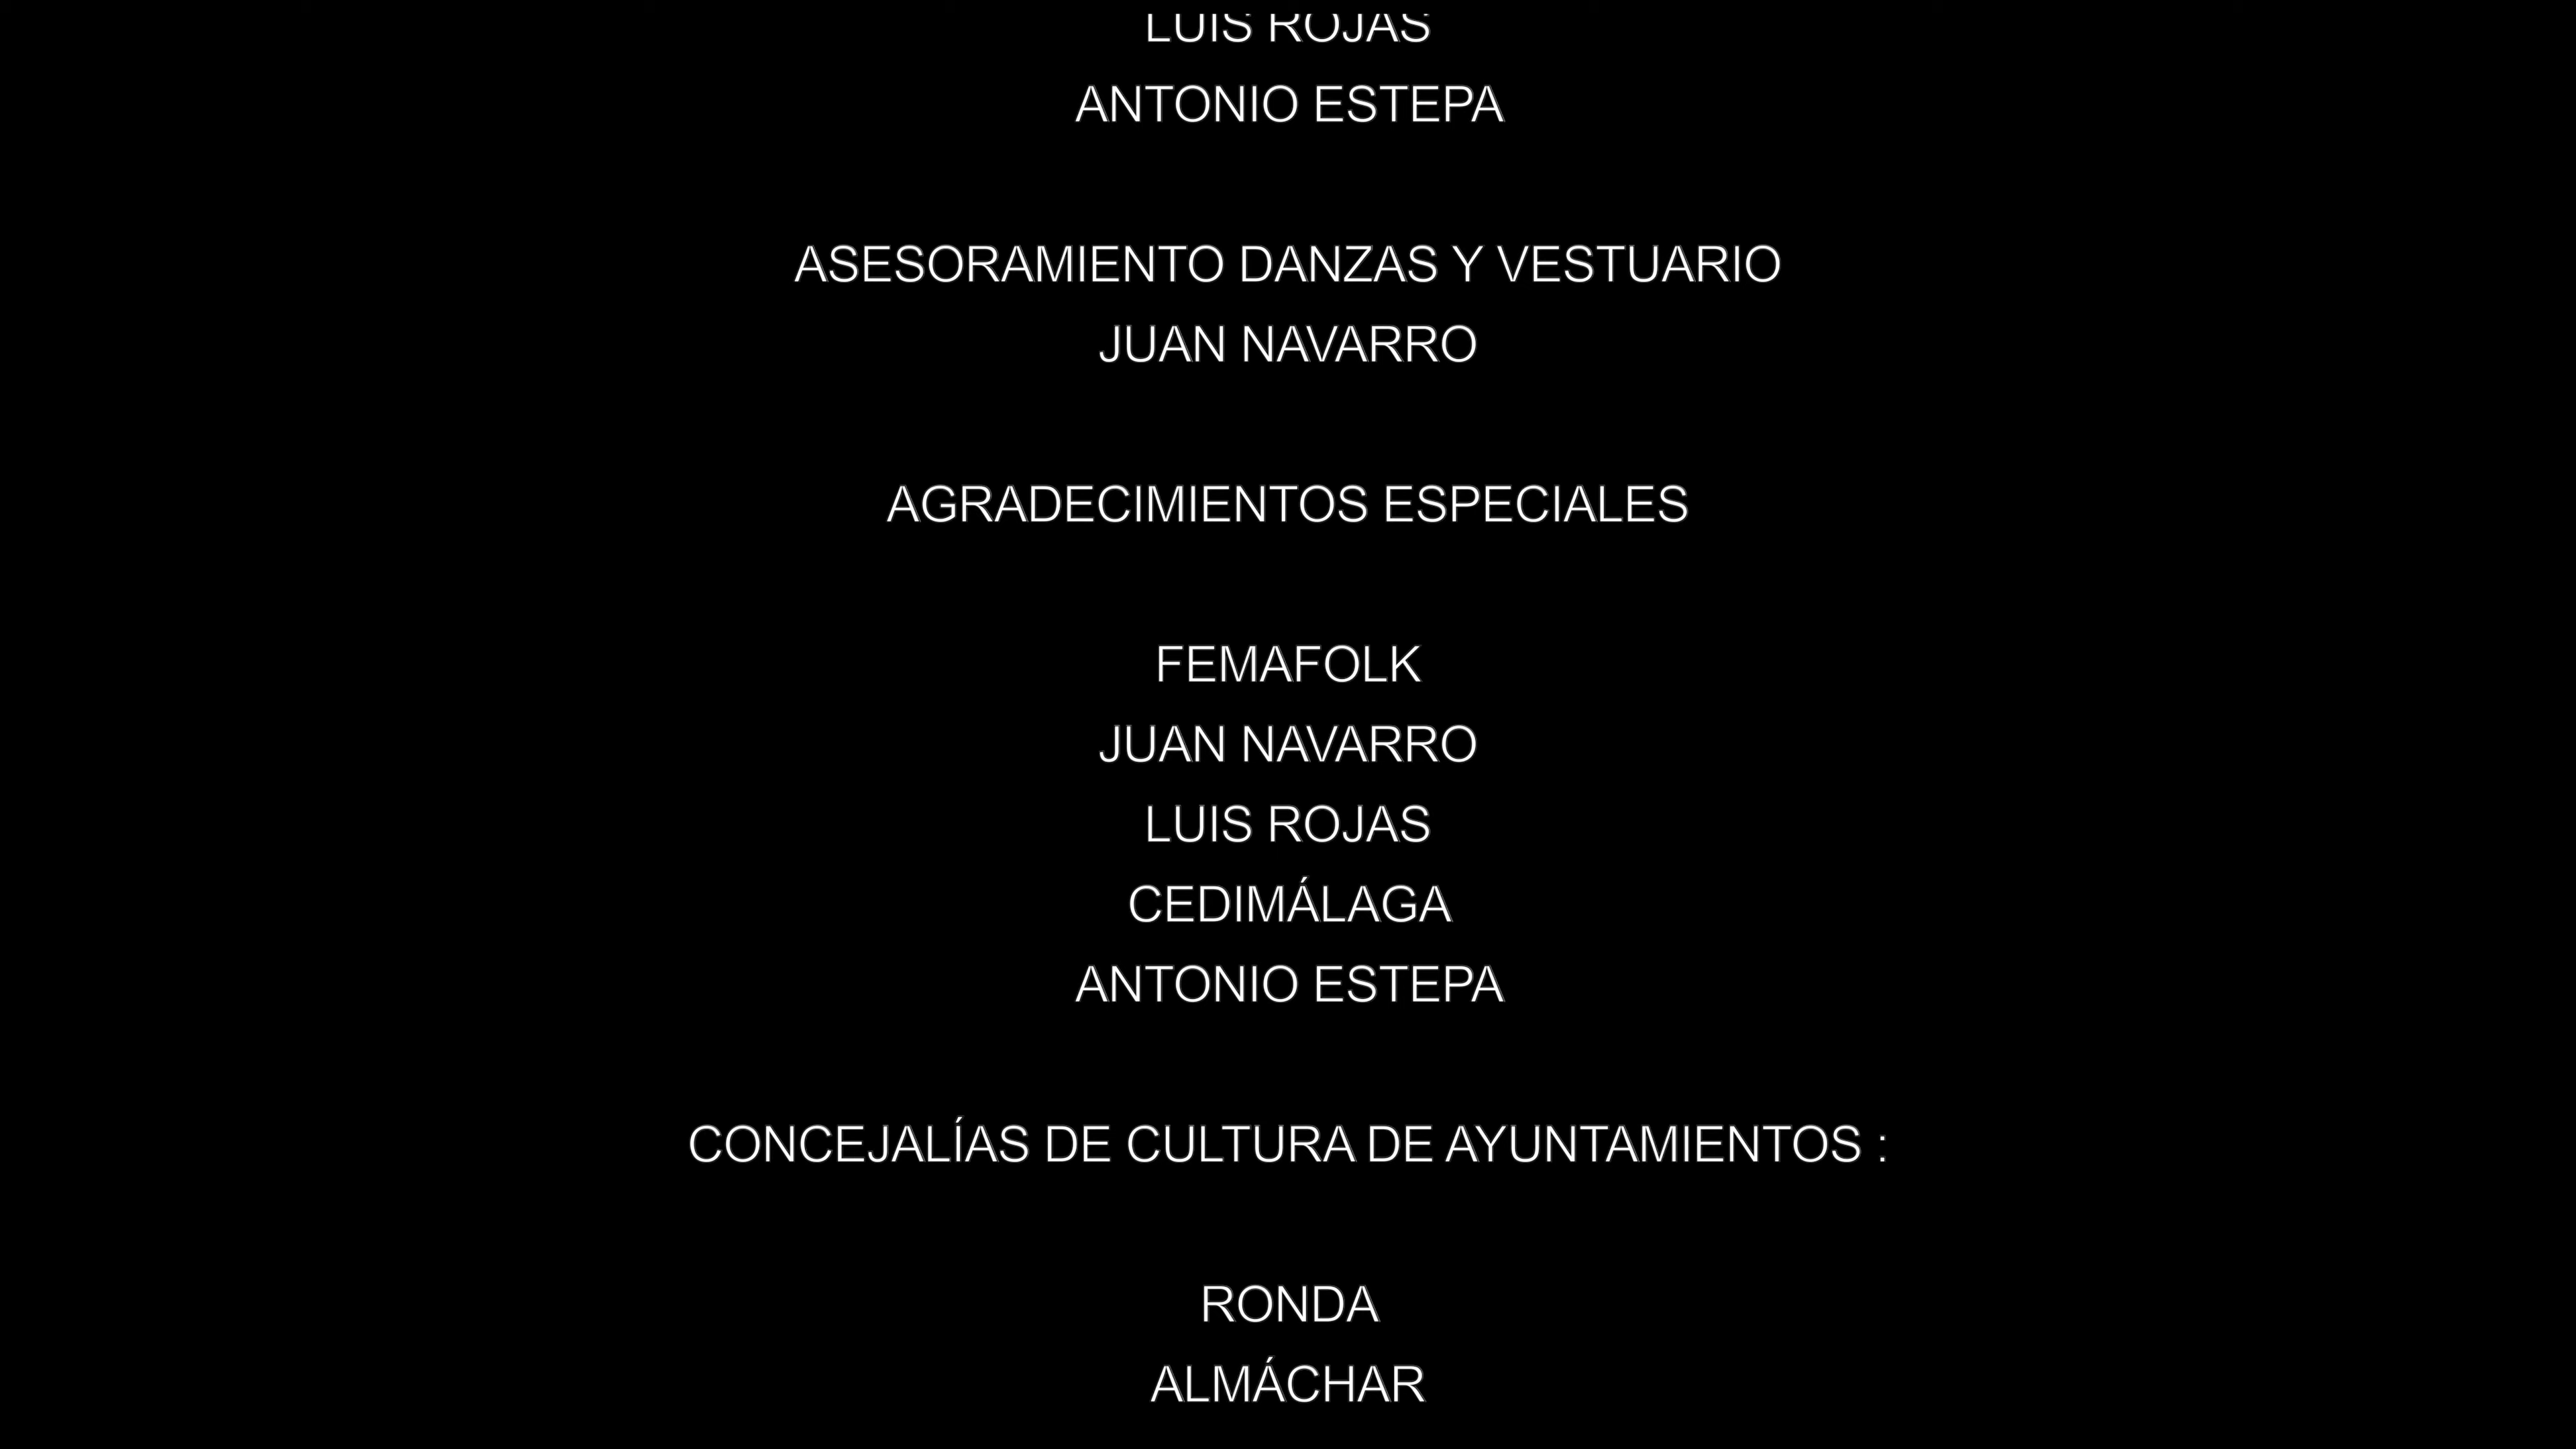 LUIS ROJAS
ANTONIO ESTEPA
ASESORAMIENTO DANZAS Y VESTUARIO
JUAN NAVARRO
AGRADECIMIENTOS ESPECIALES
FEMAFOLK
JUAN NAVARRO
LUIS ROJAS
CEDIMÁLAGA
ANTONIO ESTEPA
CONCEJALÍAS DE CULTURA DE AYUNTAMIENTOS :
RONDA
ALMÁCHAR